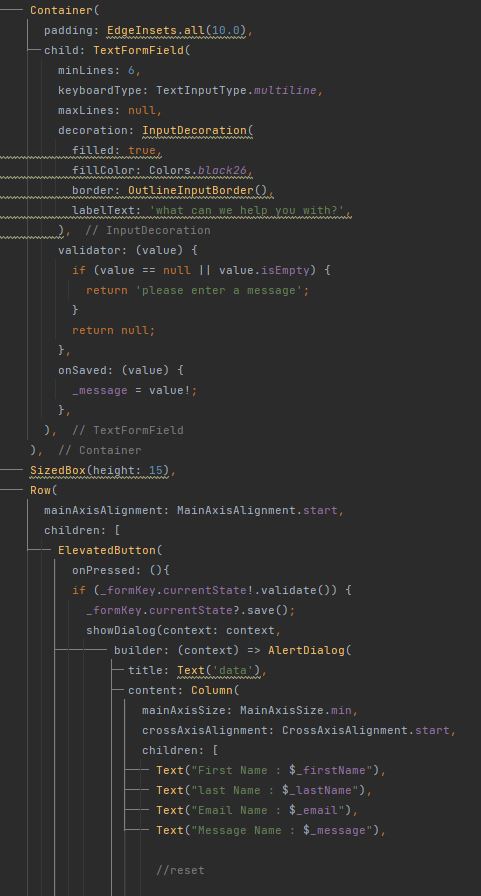 Container(
padding: EdgeInsets.all(10.0),
child: TextFormField(
minLines: 6,
keyboardType: TextInputType.multiline,
maxLines: null,
decoration: InputDecoration(
filled: true,
fillColor: Colors.black26,
border: OutlineInputBorder(),
labelText: 'what can we help you with?',
), // InputDecoration
validator: (value) {
if (value == null || value.isEmpty) {
return 'please enter a message';
}
return null;
},
onSaved: (value) {
_message = value!;
},
), // TextFormField
), // Container
SizedBox(height: 15),
Row(
mainAxisAlignment: MainAxisAlignment.start,
children: [
ElevatedButton(
onPressed: (){
if (_formKey.currentState!.validate()) {
_formKey.currentState?.save();
showDialog(context: context,
builder: (context) => AlertDialog(
title: Text('data'),
content: Column(
mainAxisSize: MainAxisSize.min,
crossAxisAlignment: CrossAxisAlignment.start,
children: [
Text("First Name : $_firstName"),
Text("last Name : $_lastName"),
Text("Email Name : $_email"),
Text("Message Name : $_message"),
//reset